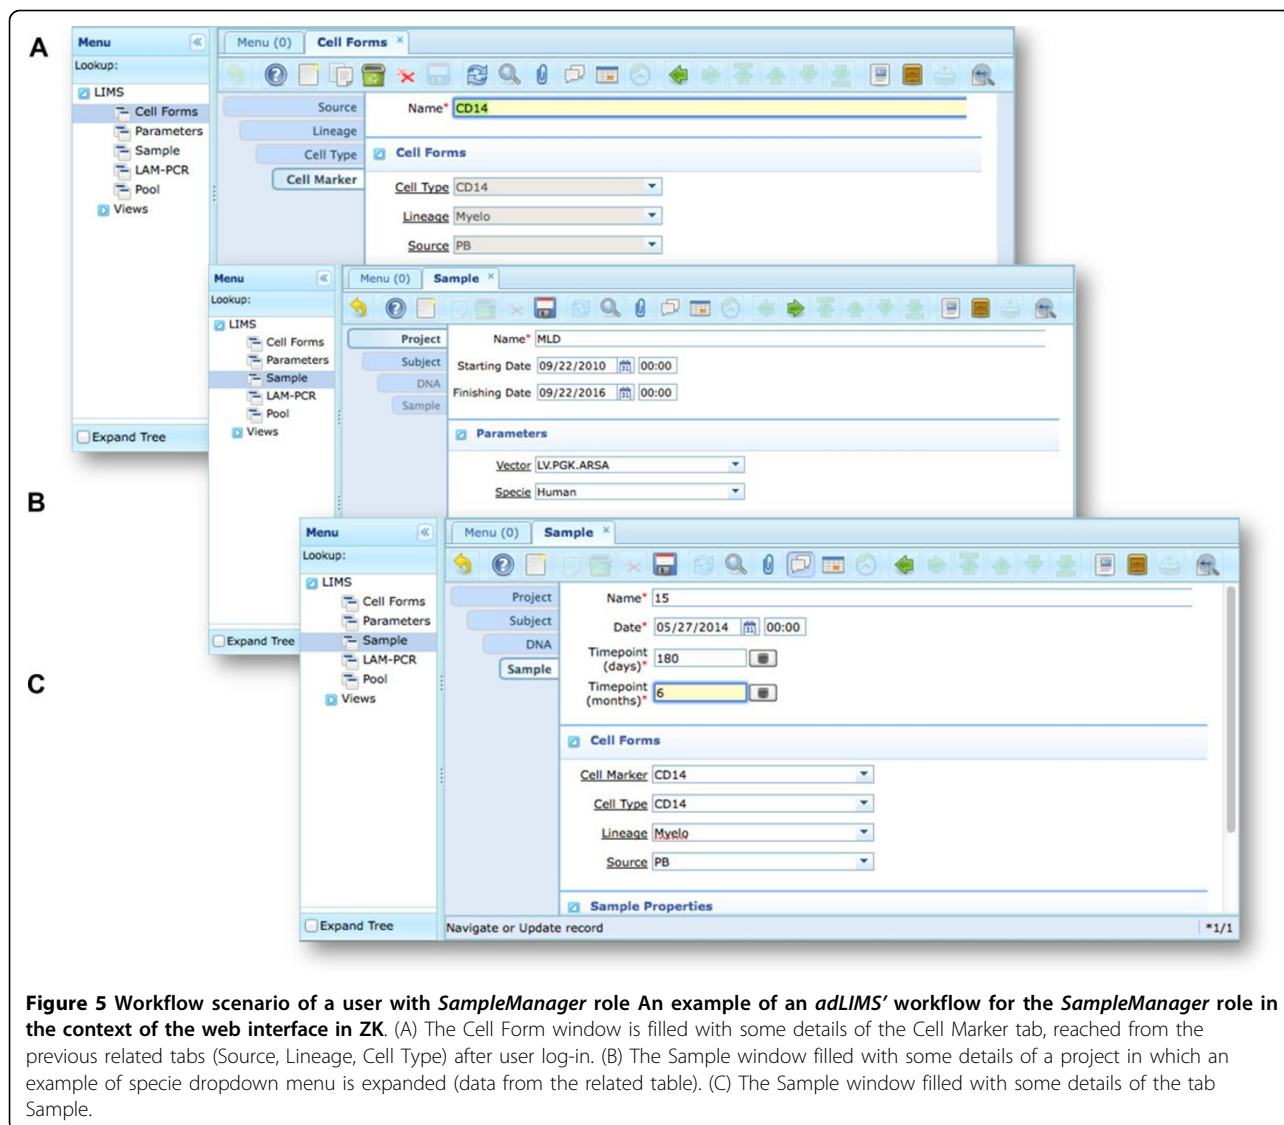 A
Menu
Lookup:
LIMS
Cell Forms
Parameters
Sample
LAM-PCR
Pool
Views
Expand Tree
Menu (0) Cell Forms ×
Source
Lineage
Cell Type
Cell Marker
Name* CD14
Cell Forms
Cell Type CD14
Lineage Myelo
Source PB
B
Menu
Lookup:
LIMS
Cell Forms
Parameters
Sample
LAM-PCR
Pool
Views
Expand Tree
Menu (0) Sample ×
Project
Subject
DNA
Sample
Name* MLD
Starting Date 09/22/2010 31 00:00
Finishing Date 09/22/2016 31 00:00
Parameters
Vector LV.PGK.ARSA
Specie Human
C
Menu
Lookup:
LIMS
Cell Forms
Parameters
Sample
LAM-PCR
Pool
Views
Expand Tree
Menu (0) Sample ×
Project
Subject
DNA
Sample
Name* 15
Date* 05/27/2014 31 00:00
Timepoint
(days)* 180
Timepoint
(months)* 6
Cell Forms
Cell Marker CD14
Cell Type CD14
Lineage Myelo
Source PB
Sample Properties
Navigate or Update record *1/1
Figure 5 Workflow scenario of a user with SampleManager role An example of an adLIMS' workflow for the SampleManager role in
the context of the web interface in ZK. (A) The Cell Form window is filled with some details of the Cell Marker tab, reached from the
previous related tabs (Source, Lineage, Cell Type) after user log-in. (B) The Sample window filled with some details of a project in which an
example of specie dropdown menu is expanded (data from the related table). (C) The Sample window filled with some details of the tab
Sample.